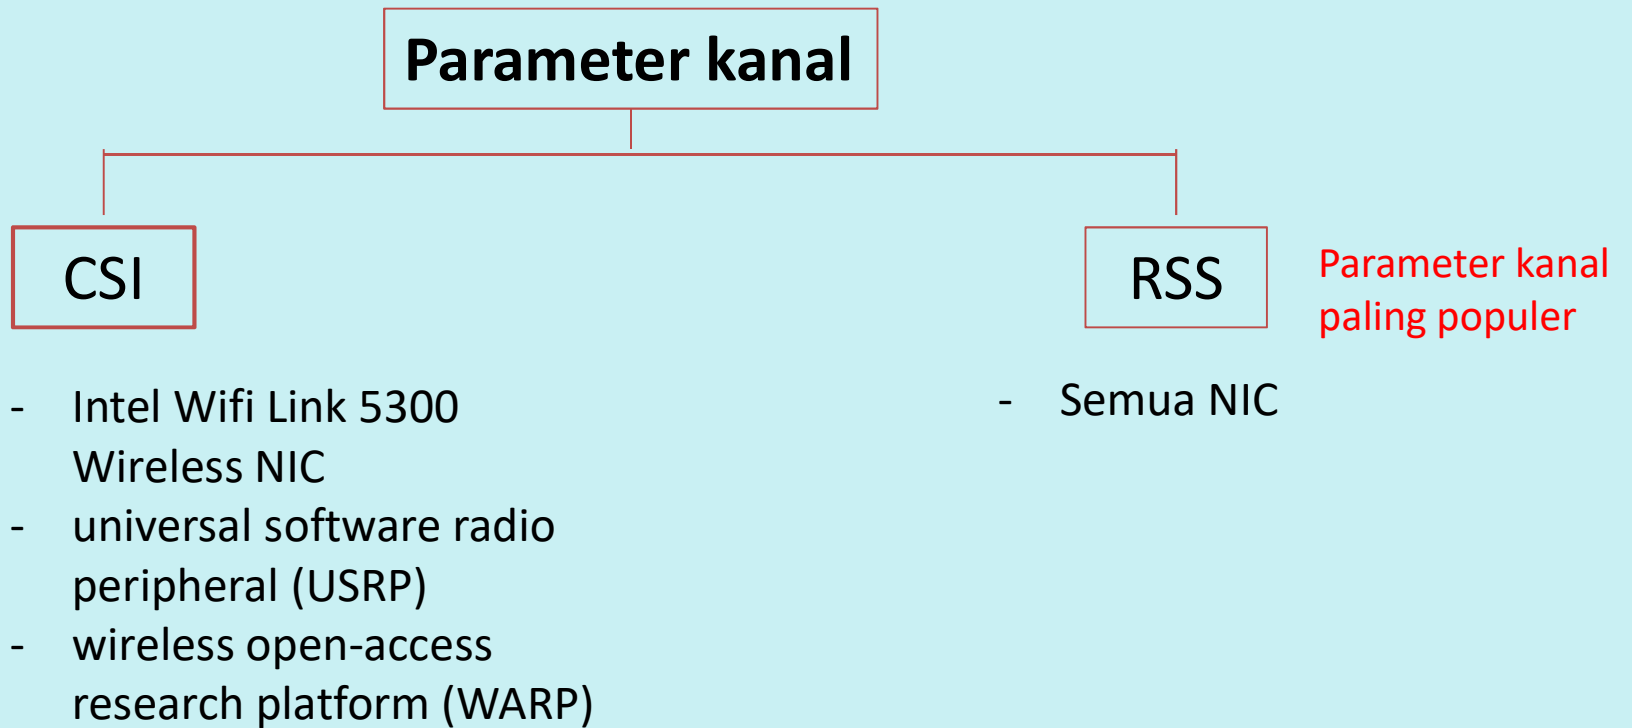 Parameter kanal
CSI
RSS
Parameter kanal
paling populer
- Intel Wifi Link 5300
Wireless NIC
- universal software radio
peripheral (USRP)
- wireless open-access
research platform (WARP)
- Semua NIC